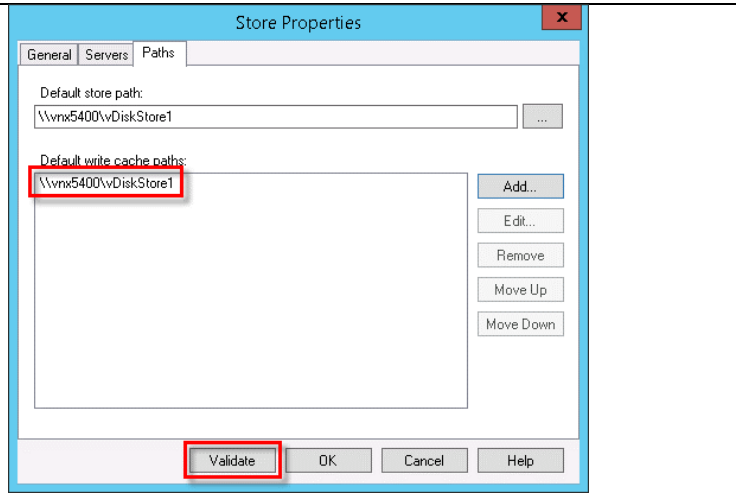 Store Properties
x
General Servers Paths
Default store path:
\\vnx5400\vDiskStore1
...
Default write cache paths:
\\vnx5400\vDiskStore1
Add...
Edit...
Remove
Move Up
Move Down
Validate OK Cancel Help